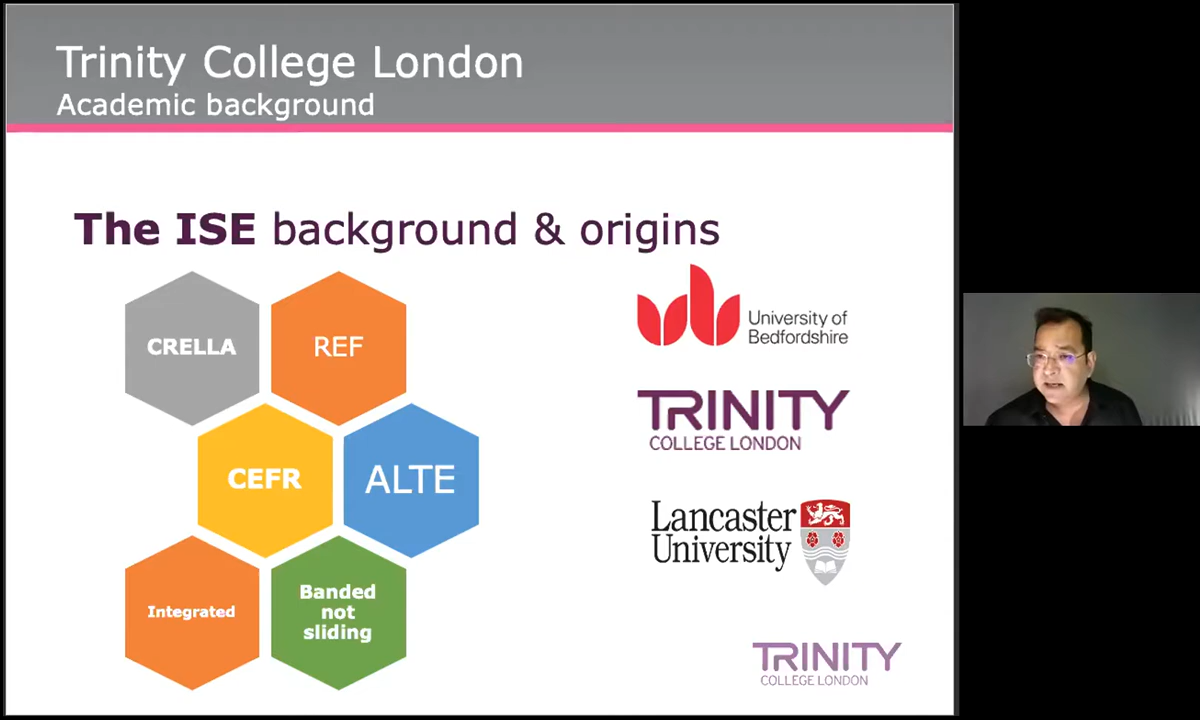 Trinity College London
Academic background
The ISE background & origins
CRELLA
REF
CEFR
ALTE
Integrated
Banded
not
sliding
University of
Bedfordshire
TRINITY
COLLEGE LONDON
Lancaster
University
TRINITY
COLLEGE LONDON